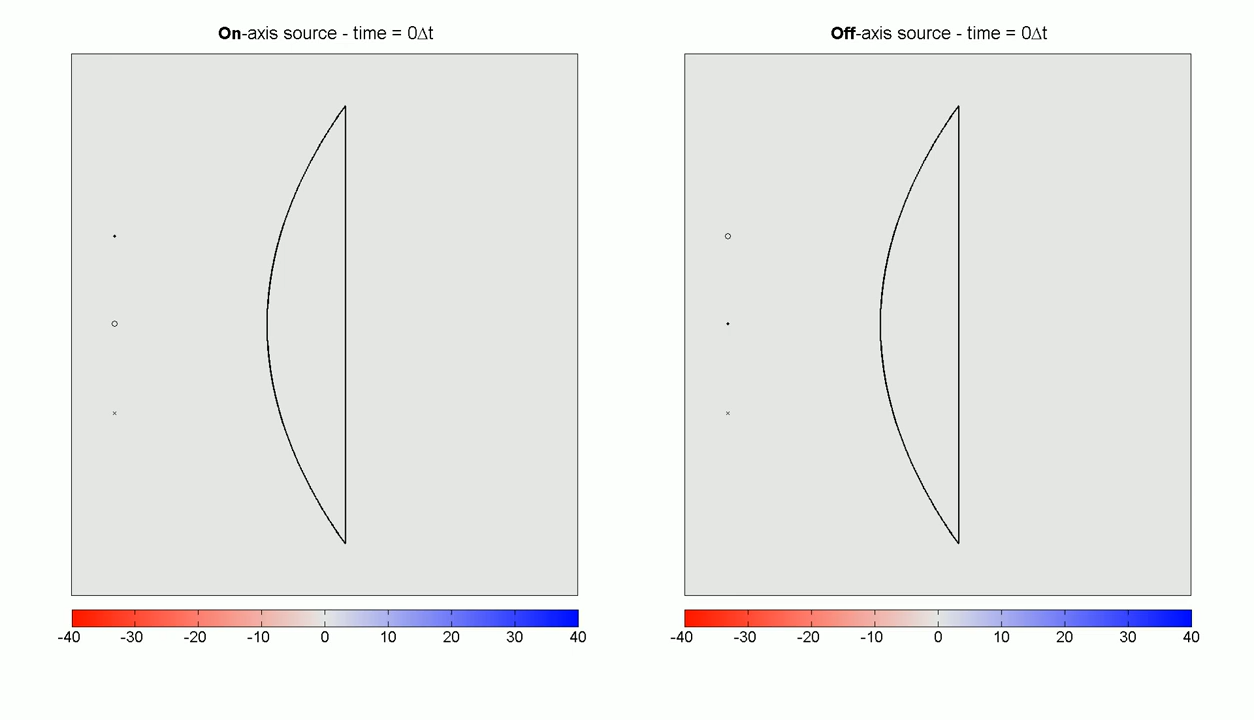 On-axis source - time = 0Δt
Off-axis source - time = 0Δt
-40 -30 -20 -10 0 10 20 30 40
-40 -30 -20 -10 0 10 20 30 40